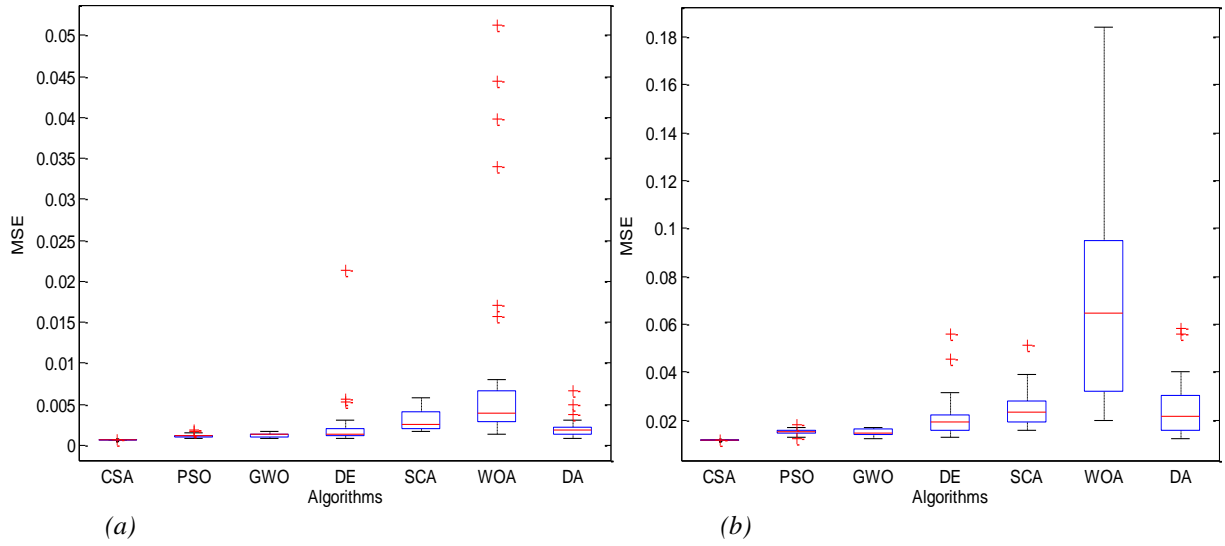 0.05
0.045
0.04
0.035
0.03
0.025
0.02
0.015
0.01
0.005
0
MSE
CSA PSO GWO DE SCA WOA DA
Algorithms
(a)
0.18
0.16
0.14
0.12
0.1
0.08
0.06
0.04
0.02
MSE
CSA PSO GWO DE SCA WOA DA
Algorithms
(b)